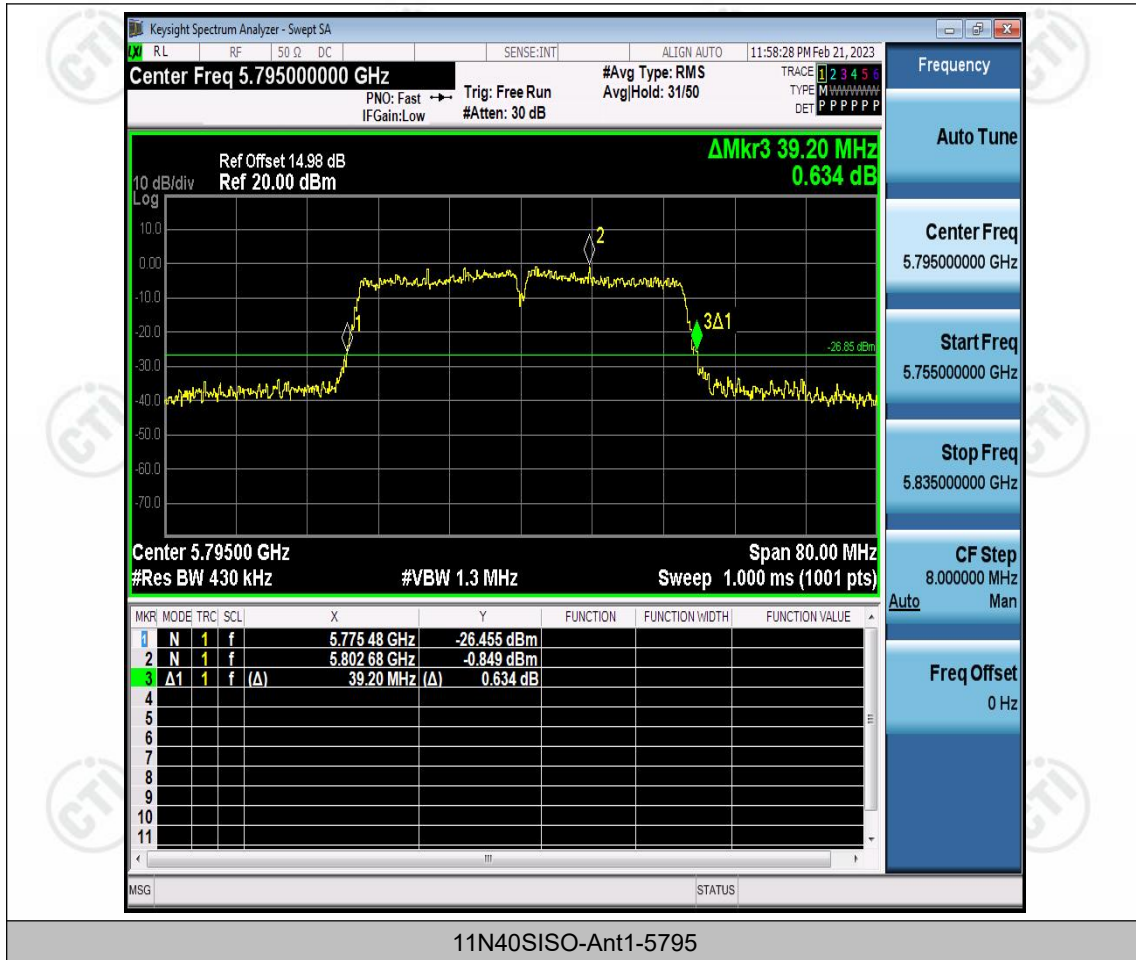 Keysight Spectrum Analyzer - Swept SA
LXI RL RF 50 Ω DC SENSE:INT ALIGN AUTO 11:58:28 PM Feb 21, 2023
Center Freq 5.795000000 GHz #Avg Type: RMS TRACE 1 2 3 4 5 6
PNO: Fast Trig: Free Run Avg|Hold: 31/50 TYPE M WWWWW
IFGain:Low #Atten: 30 dB DET P P P P P P
Frequency
Auto Tune
Center Freq
5.795000000 GHz
Start Freq
5.755000000 GHz
Stop Freq
5.835000000 GHz
CF Step
8.000000 MHz
Auto Man
Freq Offset
0 Hz
ΔMkr3 39.20 MHz
0.634 dB
Ref Offset 14.98 dB
10 dB/div Ref 20.00 dBm
Log
10.0
0.00
-10.0
-20.0
-30.0
-40.0
-50.0
-60.0
-70.0
1
2
3Δ1
-26.85 dBm
Center 5.79500 GHz Span 80.00 MHz
#Res BW 430 kHz #VBW 1.3 MHz Sweep 1.000 ms (1001 pts)
MKR MODE TRC SCL X Y FUNCTION FUNCTION WIDTH FUNCTION VALUE
1 N 1 f 5.775 48 GHz -26.455 dBm
2 N 1 f 5.802 68 GHz -0.849 dBm
3 Δ1 1 f (Δ) 39.20 MHz (Δ) 0.634 dB
4
5
6
7
8
9
10
11
MSG STATUS
11N40SISO-Ant1-5795
CTI
CTI
CTI
CTI
CTI
CTI